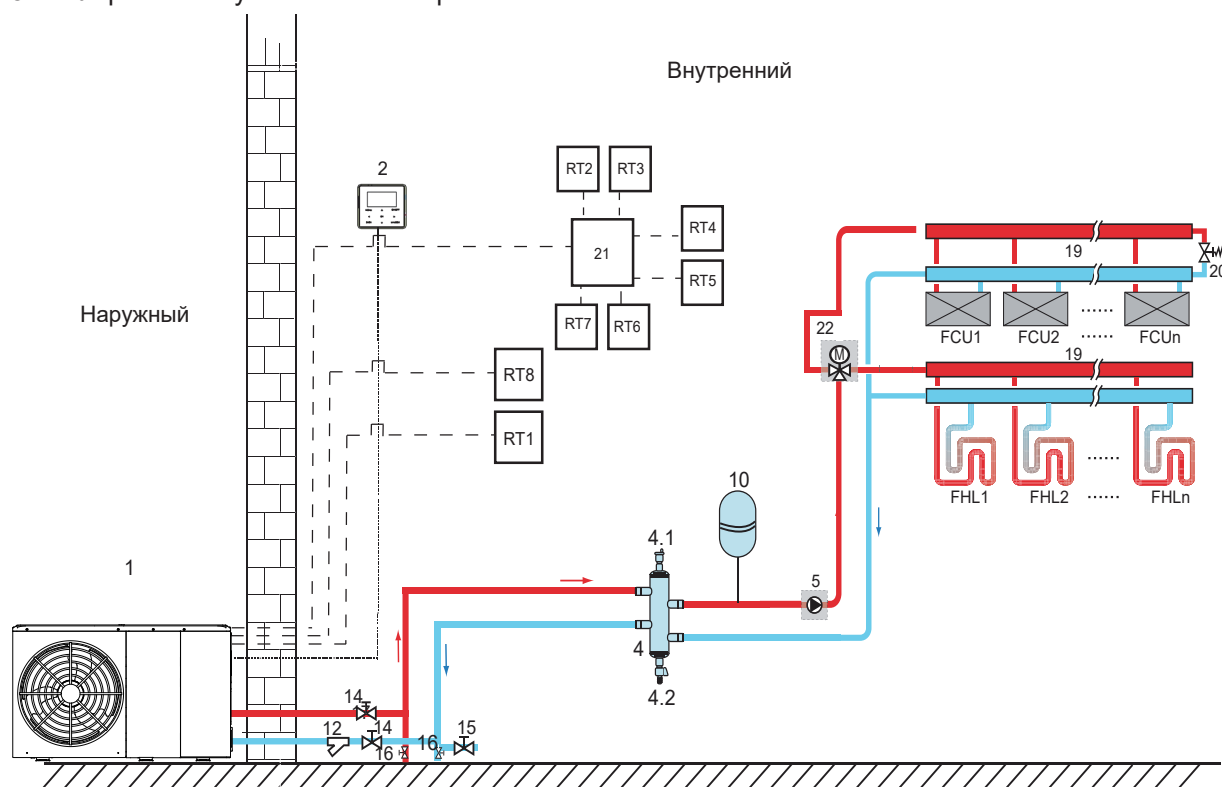 Внутренний
2
RT2
RT3
RT4
21
RT5
RT7
RT6
19
20
FCU1
FCU2
......
FCUn
......
Наружный
22
M
19
RT8
RT1
FHL1
FHL2
......
FHLn
......
10
4.1
1
5
4
4.2
14
12
14
15
16
16